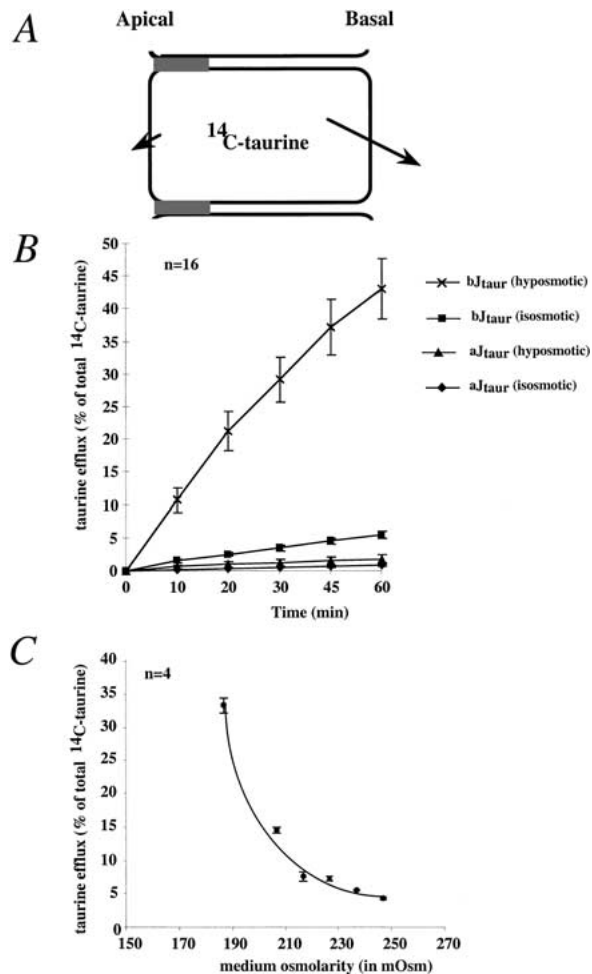 A
Apical Basal
14C-taurine
B
n=16
taurine efflux (% of total 14C-taurine)
50
45
40
35
30
25
20
15
10
5
0
0 10 20 30 45 60
Time (min)
bJtaur (hyposmotic)
bJtaur (isosmotic)
aJtaur (hyposmotic)
aJtaur (isosmotic)
C
n=4
taurine efflux (% of total 14C-taurine)
40
35
30
25
20
15
10
5
0
150 170 190 210 230 250 270
medium osmolarity (in mOsm)